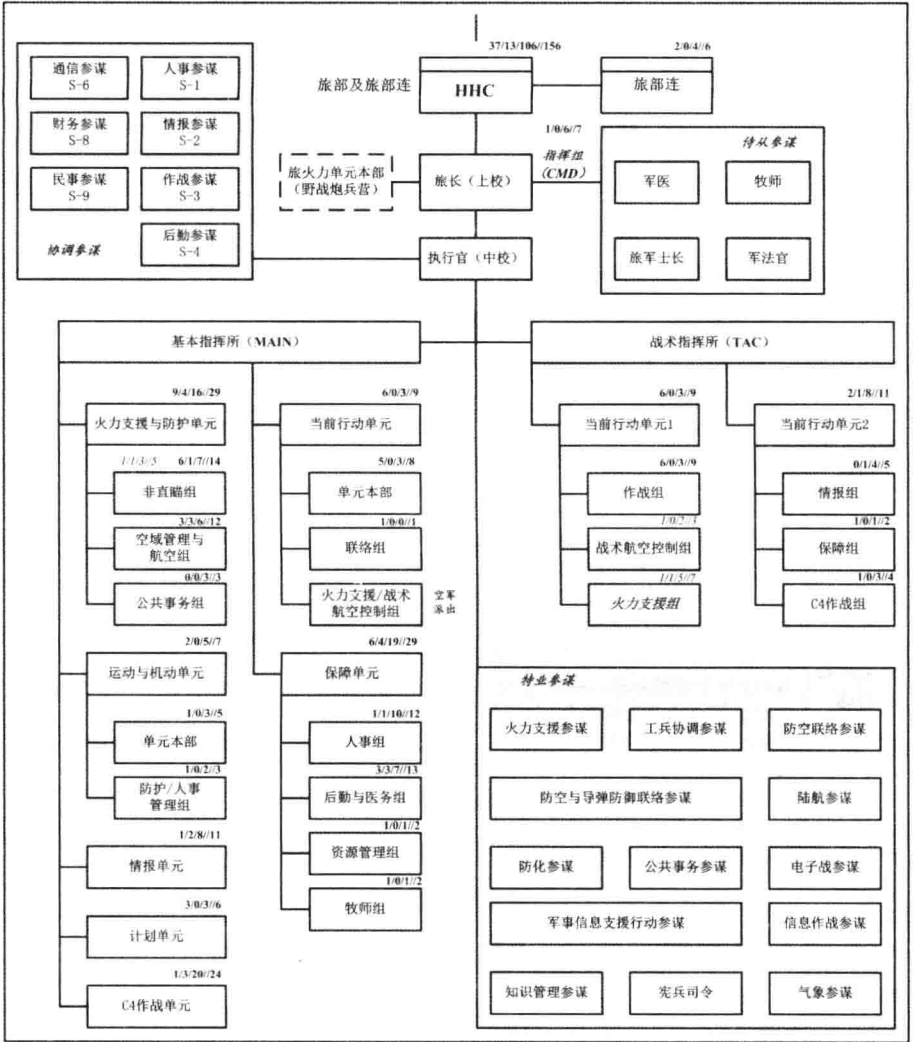 37/13/106//156
2/0/4//6
通信参谋
S-6
人事参谋
S-1
财务参谋
S-8
情报参谋
S-2
民事参谋
S-9
作战参谋
S-3
协调参谋
后勤参谋
S-4
旅部及旅部连
HHC
旅部连
1/0/6//7
指挥组
(CMD)
旅火力单元本部
(野战炮兵营)
旅长(上校)
执行官(中校)
侍从参谋
军医
牧师
旅军士长
军法官
基本指挥所(MAIN)
9/4/16//29
火力支援与防护单元
1/1/3//5
6/1/7//14
非直瞄组
3/3/6//12
空域管理与
航空组
0/0/3//3
公共事务组
2/0/5//7
运动与机动单元
1/0/3//5
单元本部
1/0/2//3
防护/人事
管理组
1/2/8//11
情报单元
3/0/3//6
计划单元
1/3/20//24
C4作战单元
6/0/3//9
当前行动单元
5/0/3//8
单元本部
1/0/0//1
联络组
火力支援/战术
航空控制组
空军
派出
6/4/19//29
保障单元
1/1/10//12
人事组
3/3/7//13
后勤与医务组
1/0/1//2
资源管理组
1/0/1//2
牧师组
战术指挥所(TAC)
6/0/3//9
当前行动单元1
6/0/3//9
作战组
1/0/2//3
战术航空控制组
1/1/5//7
火力支援组
2/1/8//11
当前行动单元2
0/1/4//5
情报组
1/0/1//2
保障组
1/0/3//4
C4作战组
特业参谋
火力支援参谋
工兵协调参谋
防空联络参谋
防空与导弹防御联络参谋
陆航参谋
防化参谋
公共事务参谋
电子战参谋
军事信息支援行动参谋
信息作战参谋
知识管理参谋
宪兵司令
气象参谋